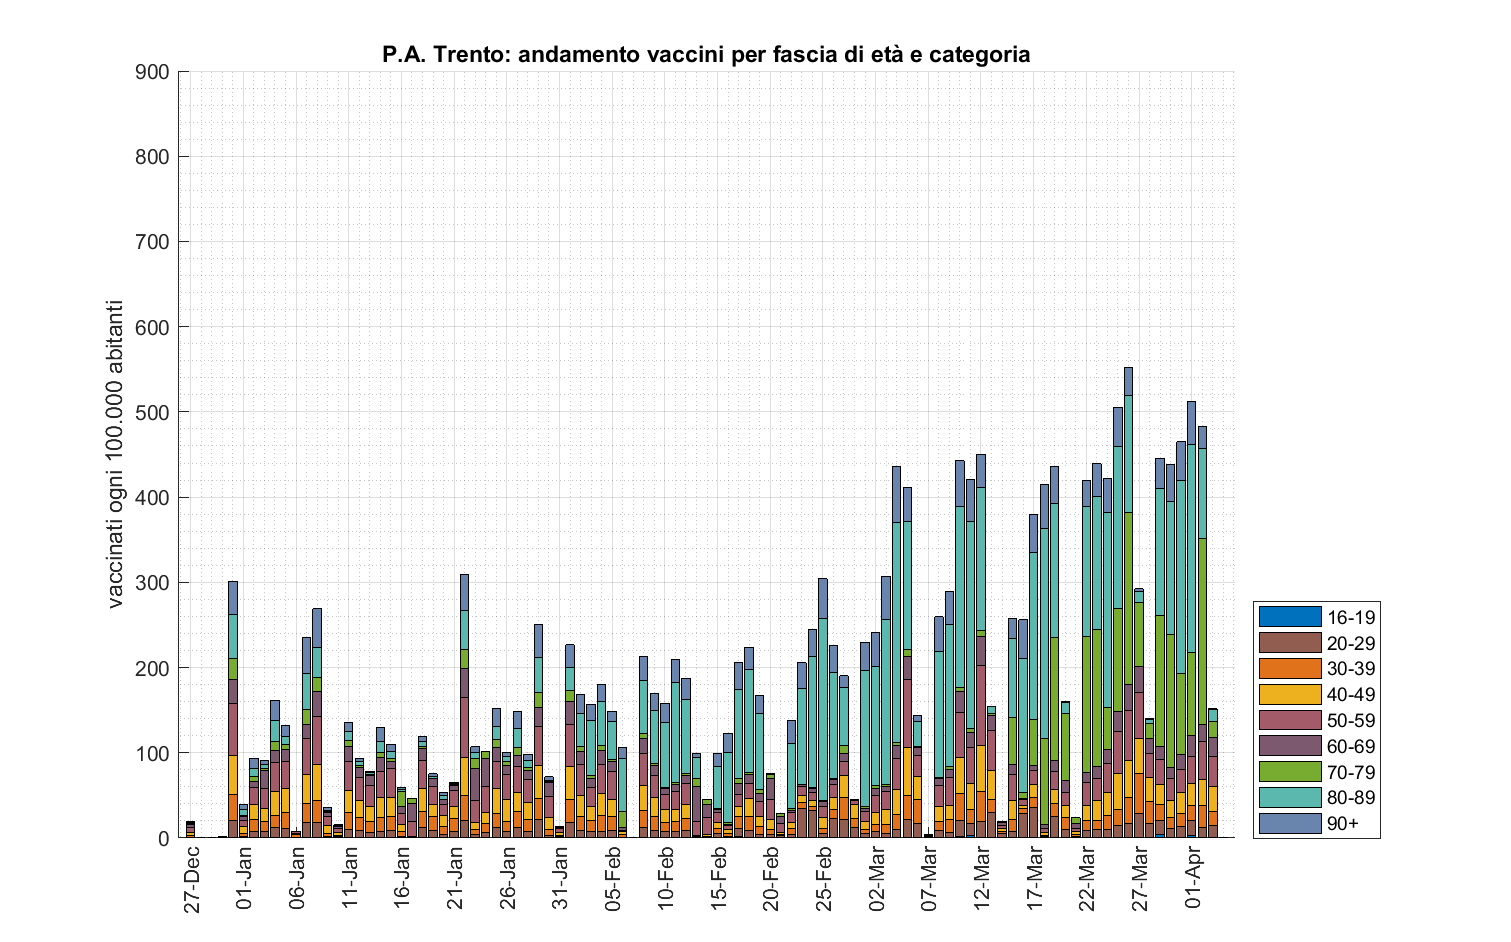 P.A. Trento: andamento vaccini per fascia di età e categoria
vaccinati ogni 100.000 abitanti
900
800
700
600
500
400
300
200
100
0
27-Dec
01-Jan
06-Jan
11-Jan
16-Jan
21-Jan
26-Jan
31-Jan
05-Feb
10-Feb
15-Feb
20-Feb
25-Feb
02-Mar
07-Mar
12-Mar
17-Mar
22-Mar
27-Mar
01-Apr
16-19
20-29
30-39
40-49
50-59
60-69
70-79
80-89
90+